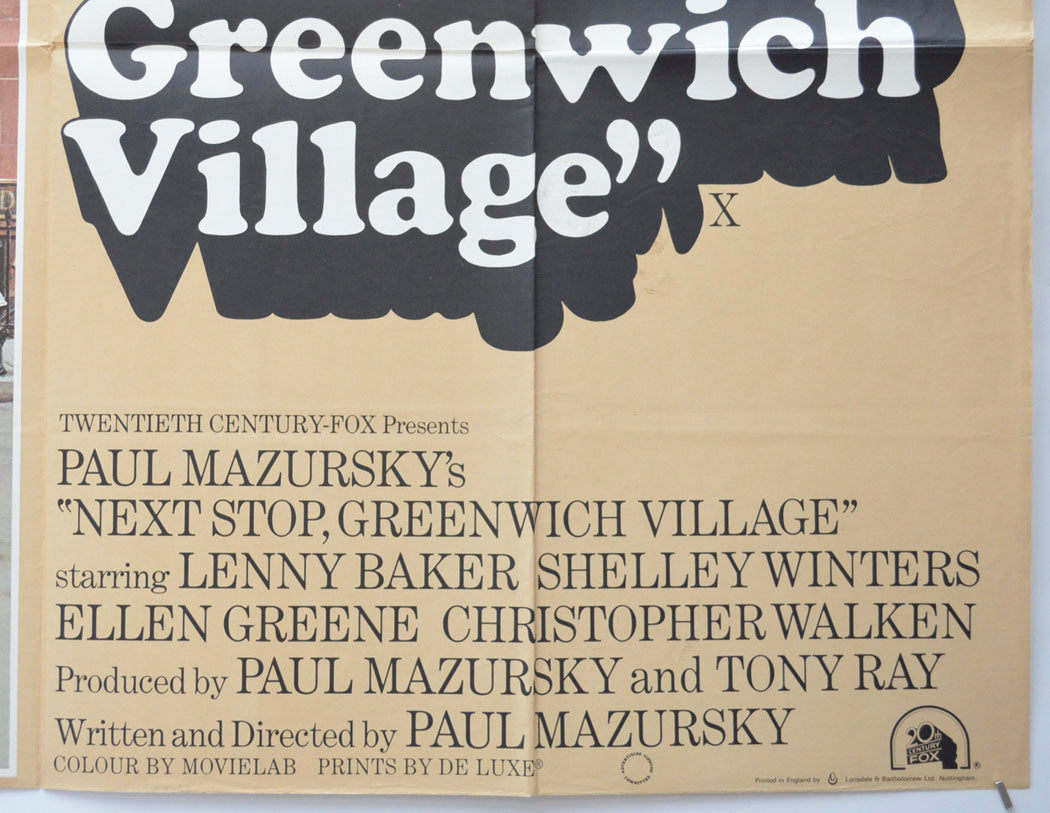 Greenwich
Village”
X
TWENTIETH CENTURY-FOX Presents
PAUL MAZURSKY’s
“NEXT STOP, GREENWICH VILLAGE”
starring LENNY BAKER SHELLEY WINTERS
ELLEN GREENE CHRISTOPHER WALKEN
Produced by PAUL MAZURSKY and TONY RAY
Written and Directed by PAUL MAZURSKY
COLOUR BY MOVIELAB PRINTS BY DE LUXE®
20th
CENTURY
FOX
®
Printed in England by Lonsdale & Bartholomew Ltd. Nottingham.